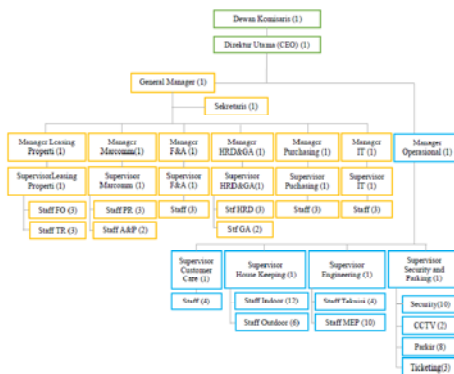 Dewan Komisaris (1)
Direktur Utama (CEO) (1)
General Manager (1)
Sekretaris (1)
Manager Leasing
Properti (1)
Manager
Marcomm(1)
Manager
F&A (1)
Manager
HRD&GA (1)
Manager
Purchasing (1)
Manager
IT (1)
Manager
Operasional (1)
SupervisorLeasing
Properti (1)
Supervisor
Marcomm (1)
Supervisor
F&A (1)
Supervisor
HRD&GA(1)
Supervisor
Puchasing (1)
Supervisor
IT (1)
Staff FO (3)
Staff PR (3)
Staff (3)
Stf HRD (3)
Staff (3)
Staff (3)
Staff TR (3)
Staff A&P (2)
Stf GA (2)
Supervisor
Customer
Care (1)
Supervisor
House Keeping (1)
Supervisor
Engineering (1)
Supervisor
Security and
Parking (1)
Staff (4)
Staff Indoor (12)
Staff Teknisi (4)
Security(10)
Staff Outdoor (6)
Staff MEP (10)
CCTV (2)
Parkir (8)
Ticketing(3)